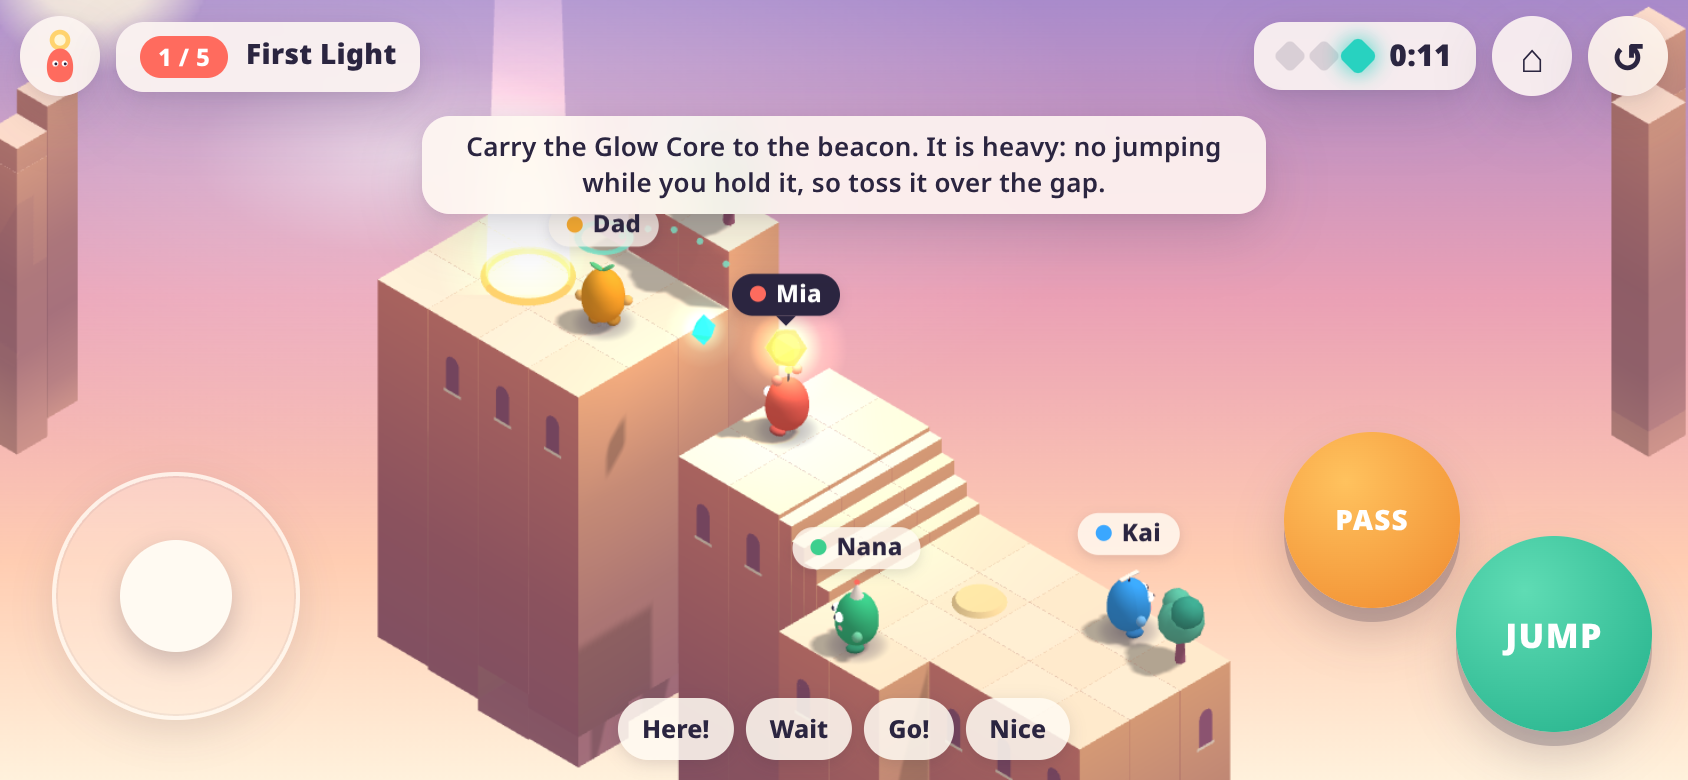 1 / 5 First Light
0:11
Carry the Glow Core to the beacon. It is heavy: no jumping
while you hold it, so toss it over the gap.
Dad
Mia
Nana
Kai
PASS
JUMP
Here! Wait Go! Nice